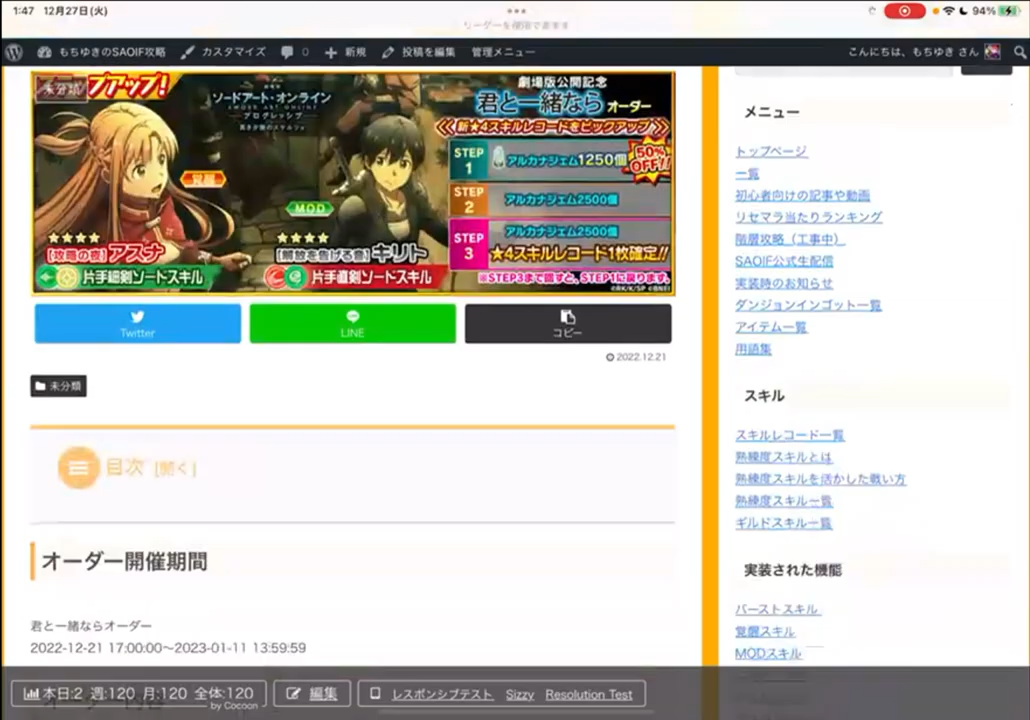 1:47 12月27日(火)
94%
もちゆきのSAOIF攻略 カスタマイズ 0 新規 投稿を編集 管理メニュー こんにちは、もちゆき さん
未分類
プアップ!
ソードアート・オンライン
プログレッシブ
劇場版公開記念
君と一緒なら オーダー
新★4スキルレコードをピックアップ
STEP 1 アルカナジェム1250個 50% OFF!!
STEP 2 アルカナジェム2500個
STEP 3 アルカナジェム2500個
★4スキルレコード1枚確定!!
※STEP3まで回すと、STEP1に戻ります。
覚醒
MOD
★★★★
[攻略の夜]アスナ
片手細剣ソードスキル
★★★★
[解放を告げる音]キリト
片手直剣ソードスキル
Twitter
LINE
コピー
2022.12.21
未分類
目次 [開く]
オーダー開催期間
君と一緒ならオーダー
2022-12-21 17:00:00～2023-01-11 13:59:59
メニュー
トップページ
一覧
初心者向けの記事や動画
リセマラ当たりランキング
階層攻略（工事中）
SAOIF公式生配信
実装時のお知らせ
ダンジョンインゴット一覧
アイテム一覧
用語集
スキル
スキルレコード一覧
熟練度スキルとは
熟練度スキルを活かした戦い方
熟練度スキル一覧
ギルドスキル一覧
実装された機能
バーストスキル
覚醒スキル
MODスキル
本日:2 週:120 月:120 全体:120
by Cocoon
編集
レスポンシブテスト Sizzy Resolution Test